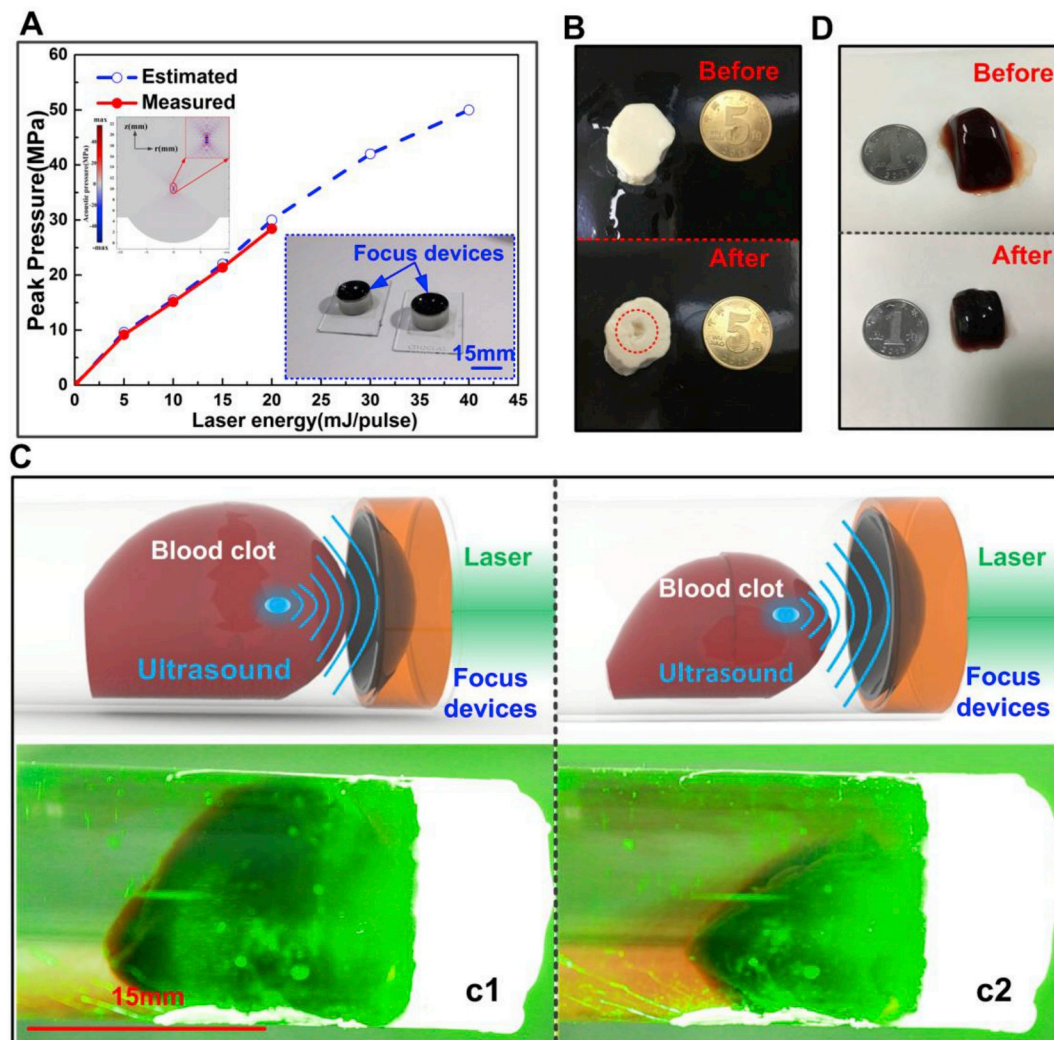 A
60
50
40
30
20
10
0
Peak Pressure(MPa)
0
5
10
15
20
25
30
35
40
45
Laser energy(mJ/pulse)
Estimated
Measured
max
-max
Acoustic pressure(MPa)
z(mm)
r(mm)
Focus devices
15mm
B
Before
5
After
5
D
Before
1
After
1
C
Blood clot
Ultrasound
Laser
Focus
devices
Blood clot
Ultrasound
Laser
Focus
devices
15mm
c1
c2